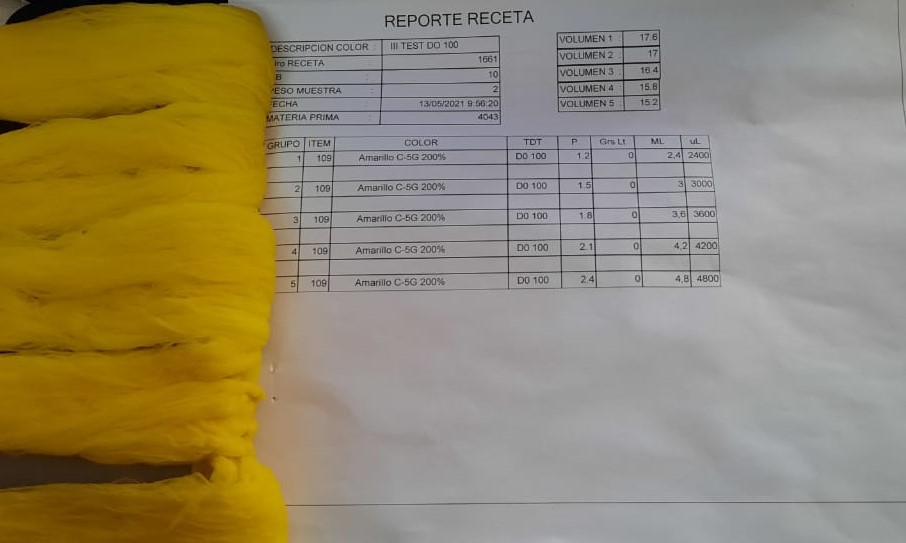 REPORTE RECETA
DESCRIPCION COLOR : III TEST DO 100
ro RECETA 1661
B : 10
PESO MUESTRA : 2
FECHA : 13/05/2021 9:56:20
MATERIA PRIMA : 4043
VOLUMEN 1 : 17.6
VOLUMEN 2 : 17
VOLUMEN 3 : 16.4
VOLUMEN 4 : 15.8
VOLUMEN 5 : 15.2
GRUPO ITEM COLOR TDT P Grs Lt ML uL
1 109 Amarillo C-5G 200% D0 100 1.2 0 2,4 2400
2 109 Amarillo C-5G 200% D0 100 1.5 0 3 3000
3 109 Amarillo C-5G 200% D0 100 1.8 0 3,6 3600
4 109 Amarillo C-5G 200% D0 100 2.1 0 4,2 4200
5 109 Amarillo C-5G 200% D0 100 2.4 0 4,8 4800